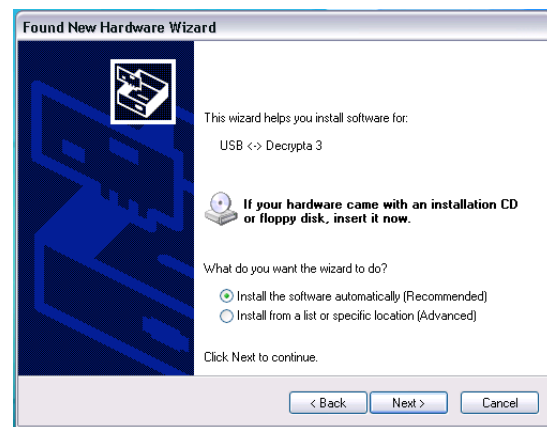 Found New Hardware Wizard
This wizard helps you install software for:
USB <-> Decrypta 3
If your hardware came with an installation CD
or floppy disk, insert it now.
What do you want the wizard to do?
Install the software automatically (Recommended)
Install from a list or specific location (Advanced)
Click Next to continue.
< Back Next > Cancel